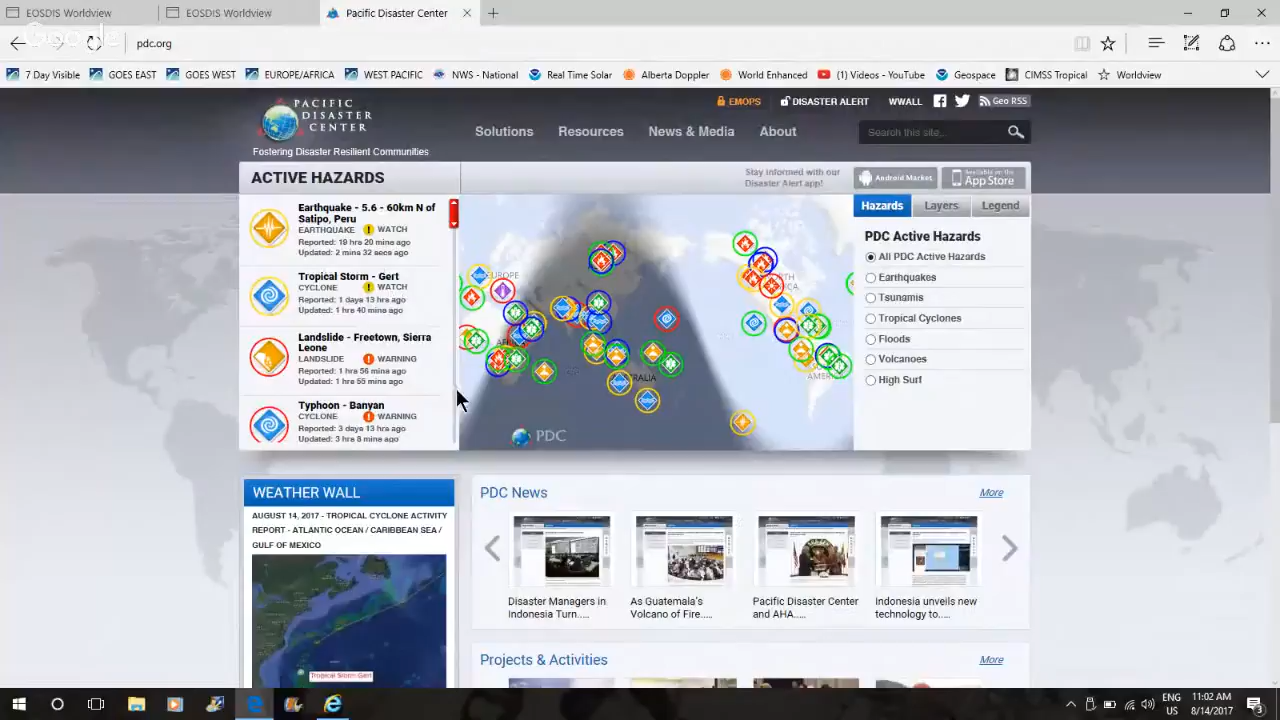 EOSDIS Worldview
EOSDIS Worldview
Pacific Disaster Center
pdc.org
7 Day Visible
GOES EAST
GOES WEST
EUROPE/AFRICA
WEST PACIFIC
NWS - National
Real Time Solar
Alberta Doppler
World Enhanced
(1) Videos - YouTube
Geospace
CIMSS Tropical
Worldview
PACIFIC
DISASTER
CENTER
Fostering Disaster Resilient Communities
EMOPS
DISASTER ALERT
WWALL
Geo RSS
Solutions
Resources
News & Media
About
Search this site...
ACTIVE HAZARDS
Stay informed with our
Disaster Alert app!
Android Market
Available on the
App Store
Earthquake - 5.6 - 60km N of
Satipo, Peru
EARTHQUAKE ! WATCH
Reported: 19 hrs 20 mins ago
Updated: 2 mins 32 secs ago
Tropical Storm - Gert
CYCLONE ! WATCH
Reported: 1 days 13 hrs ago
Updated: 1 hrs 40 mins ago
Landslide - Freetown, Sierra
Leone
LANDSLIDE ! WARNING
Reported: 1 hrs 56 mins ago
Updated: 1 hrs 55 mins ago
Typhoon - Banyan
CYCLONE ! WARNING
Reported: 3 days 13 hrs ago
Updated: 3 hrs 8 mins ago
EUROPE
PDC
Hazards
Layers
Legend
PDC Active Hazards
All PDC Active Hazards
Earthquakes
Tsunamis
Tropical Cyclones
Floods
Volcanoes
High Surf
WEATHER WALL
AUGUST 14, 2017 - TROPICAL CYCLONE ACTIVITY
REPORT - ATLANTIC OCEAN / CARIBBEAN SEA /
GULF OF MEXICO
Tropical Storm Gert
PDC News
More
Disaster Managers in
Indonesia Turn.....
As Guatemala's
Volcano of Fire.....
Pacific Disaster Center
and AHA.....
Indonesia unveils new
technology to.....
Projects & Activities
More
ENG
US
11:02 AM
8/14/2017